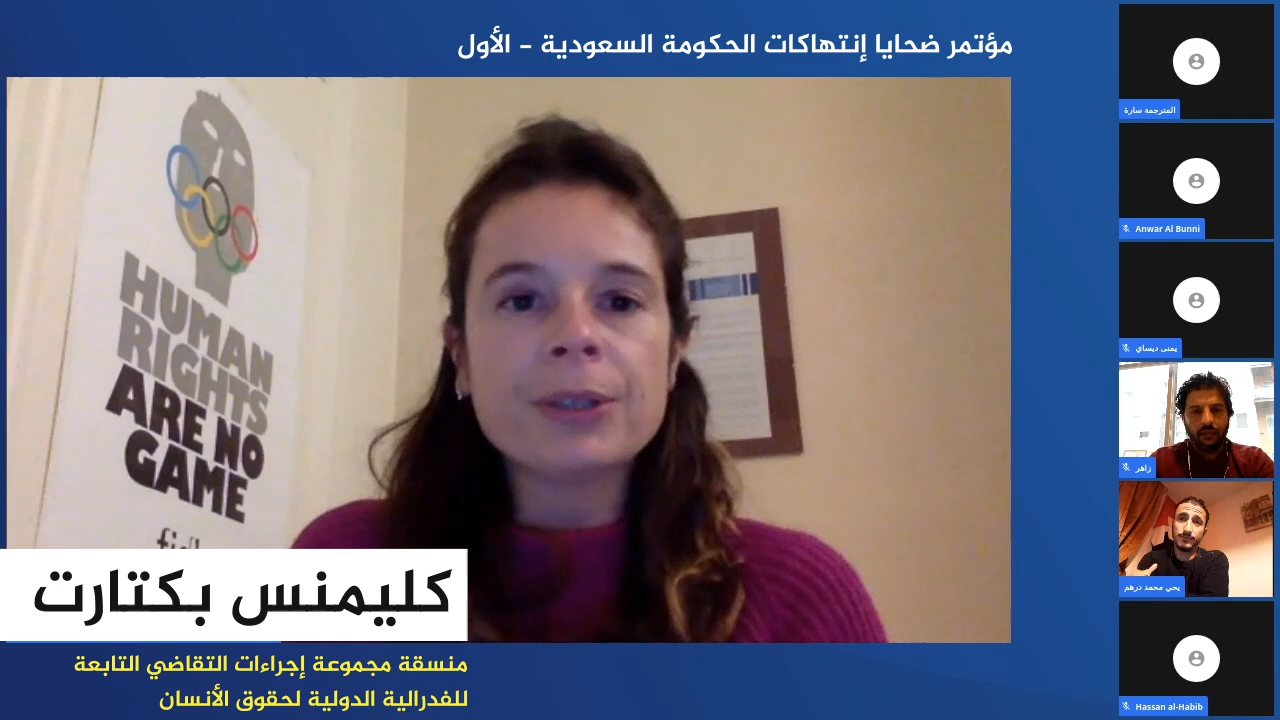 مؤتمر ضحايا إنتهاكات الحكومة السعودية - الأول
HUMAN
RIGHTS
ARE NO
GAME
كليمنس بكتارت
منسقة مجموعة إجراءات التقاضي التابعة
للفدرالية الدولية لحقوق الأنسان
المترجمة سارة
Anwar Al Bunni
يمنى ديساي
زاهر
يحي محمد درهم
Hassan al-Habib